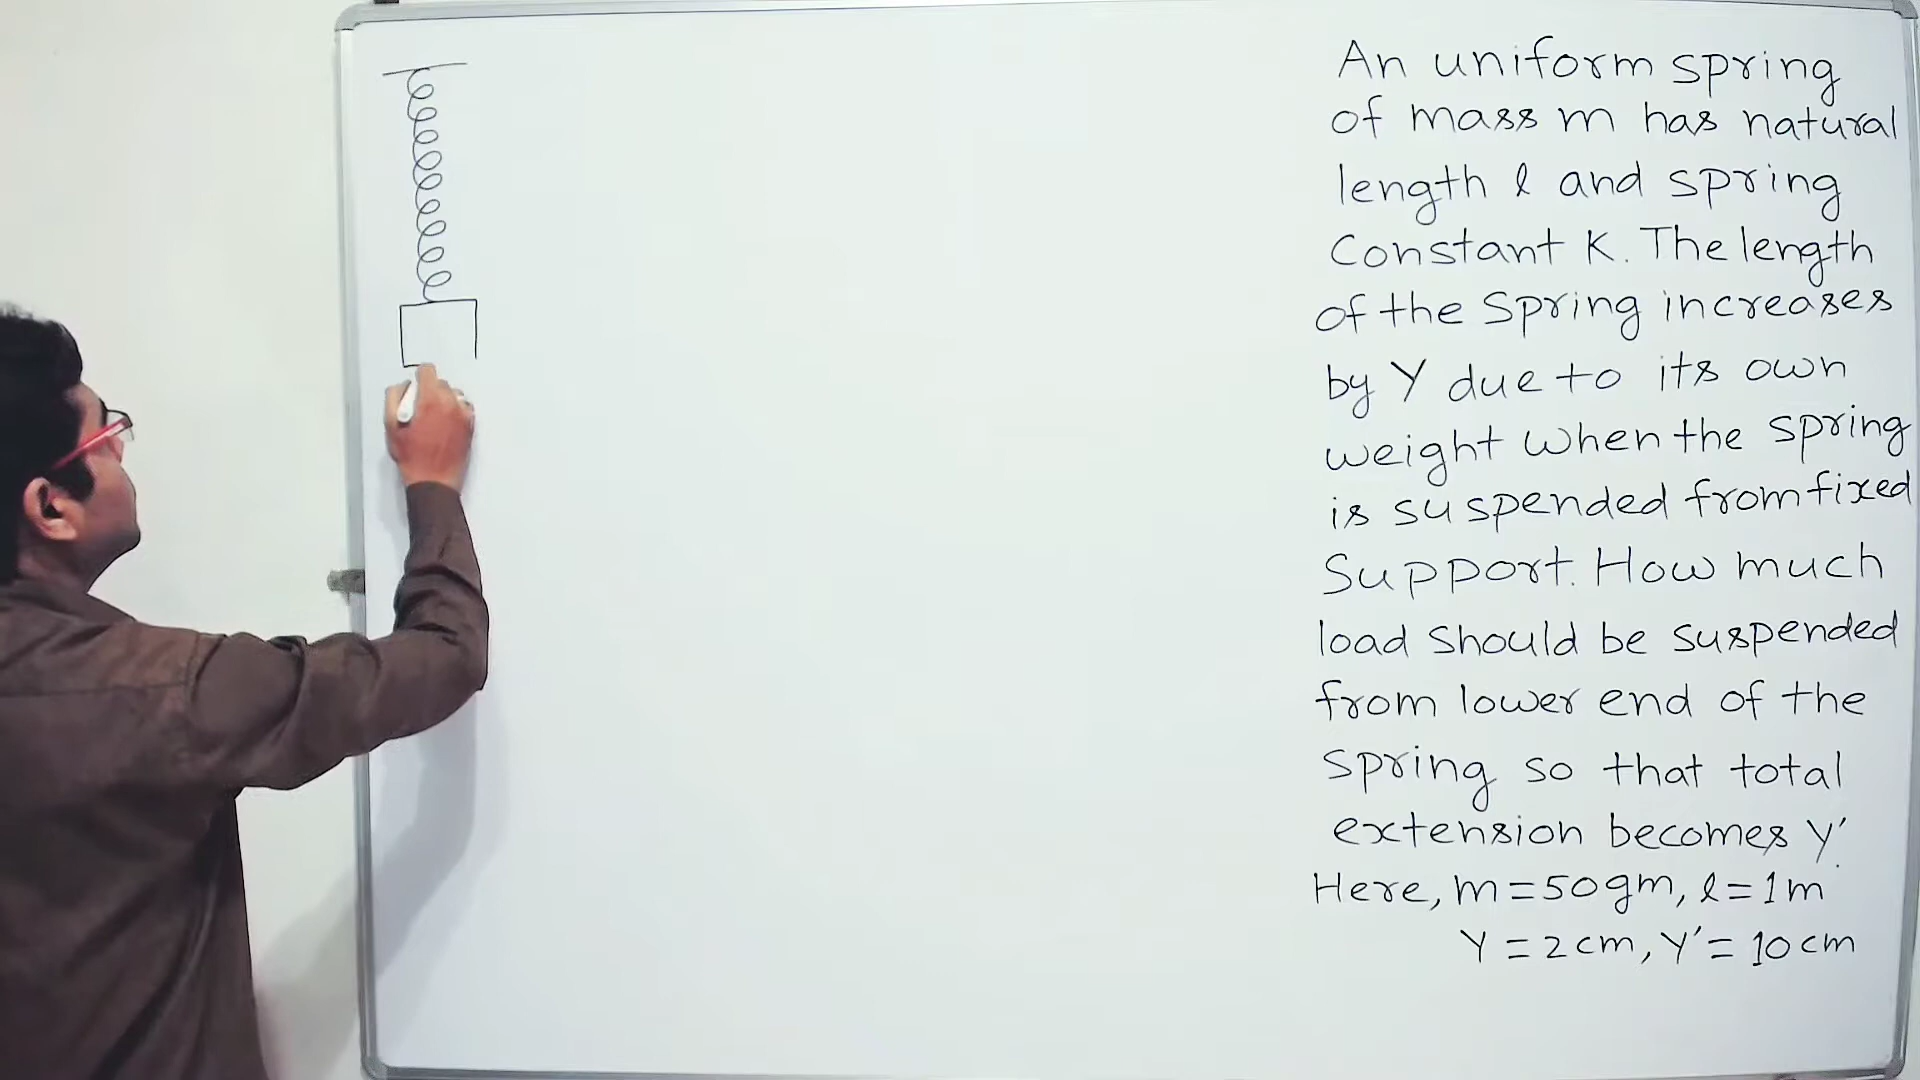 An uniform spring
of mass m has natural
length l and spring
Constant K. The length
of the Spring increases
by Y due to its own
weight when the spring
is suspended from fixed
Support. How much
load should be suspended
from lower end of the
spring so that total
extension becomes Y'.
Here, m=50gm, l=1m
Y=2cm, Y'=10cm